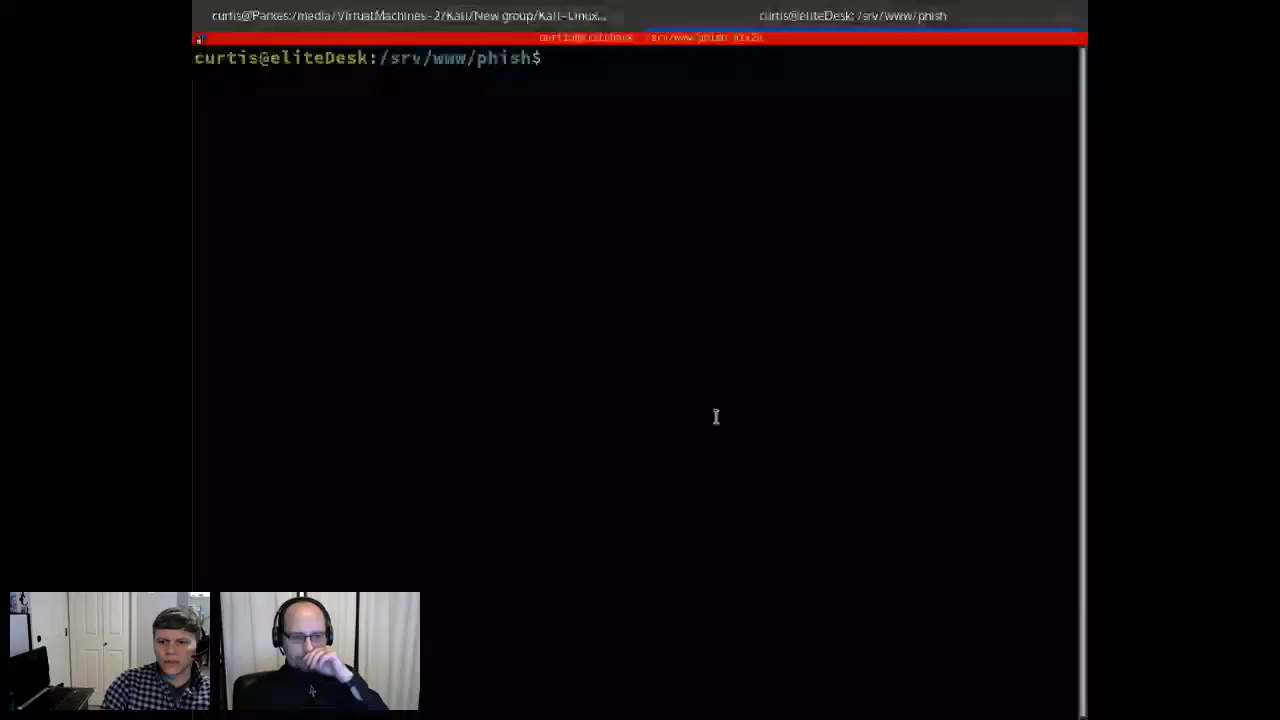 curtis@Parkes:/media/VirtualMachines-2/Kali/New group/Kali-Linux...
curtis@eliteDesk: /srv/www/phish
curtis@eliteDesk:/srv/www/phish$